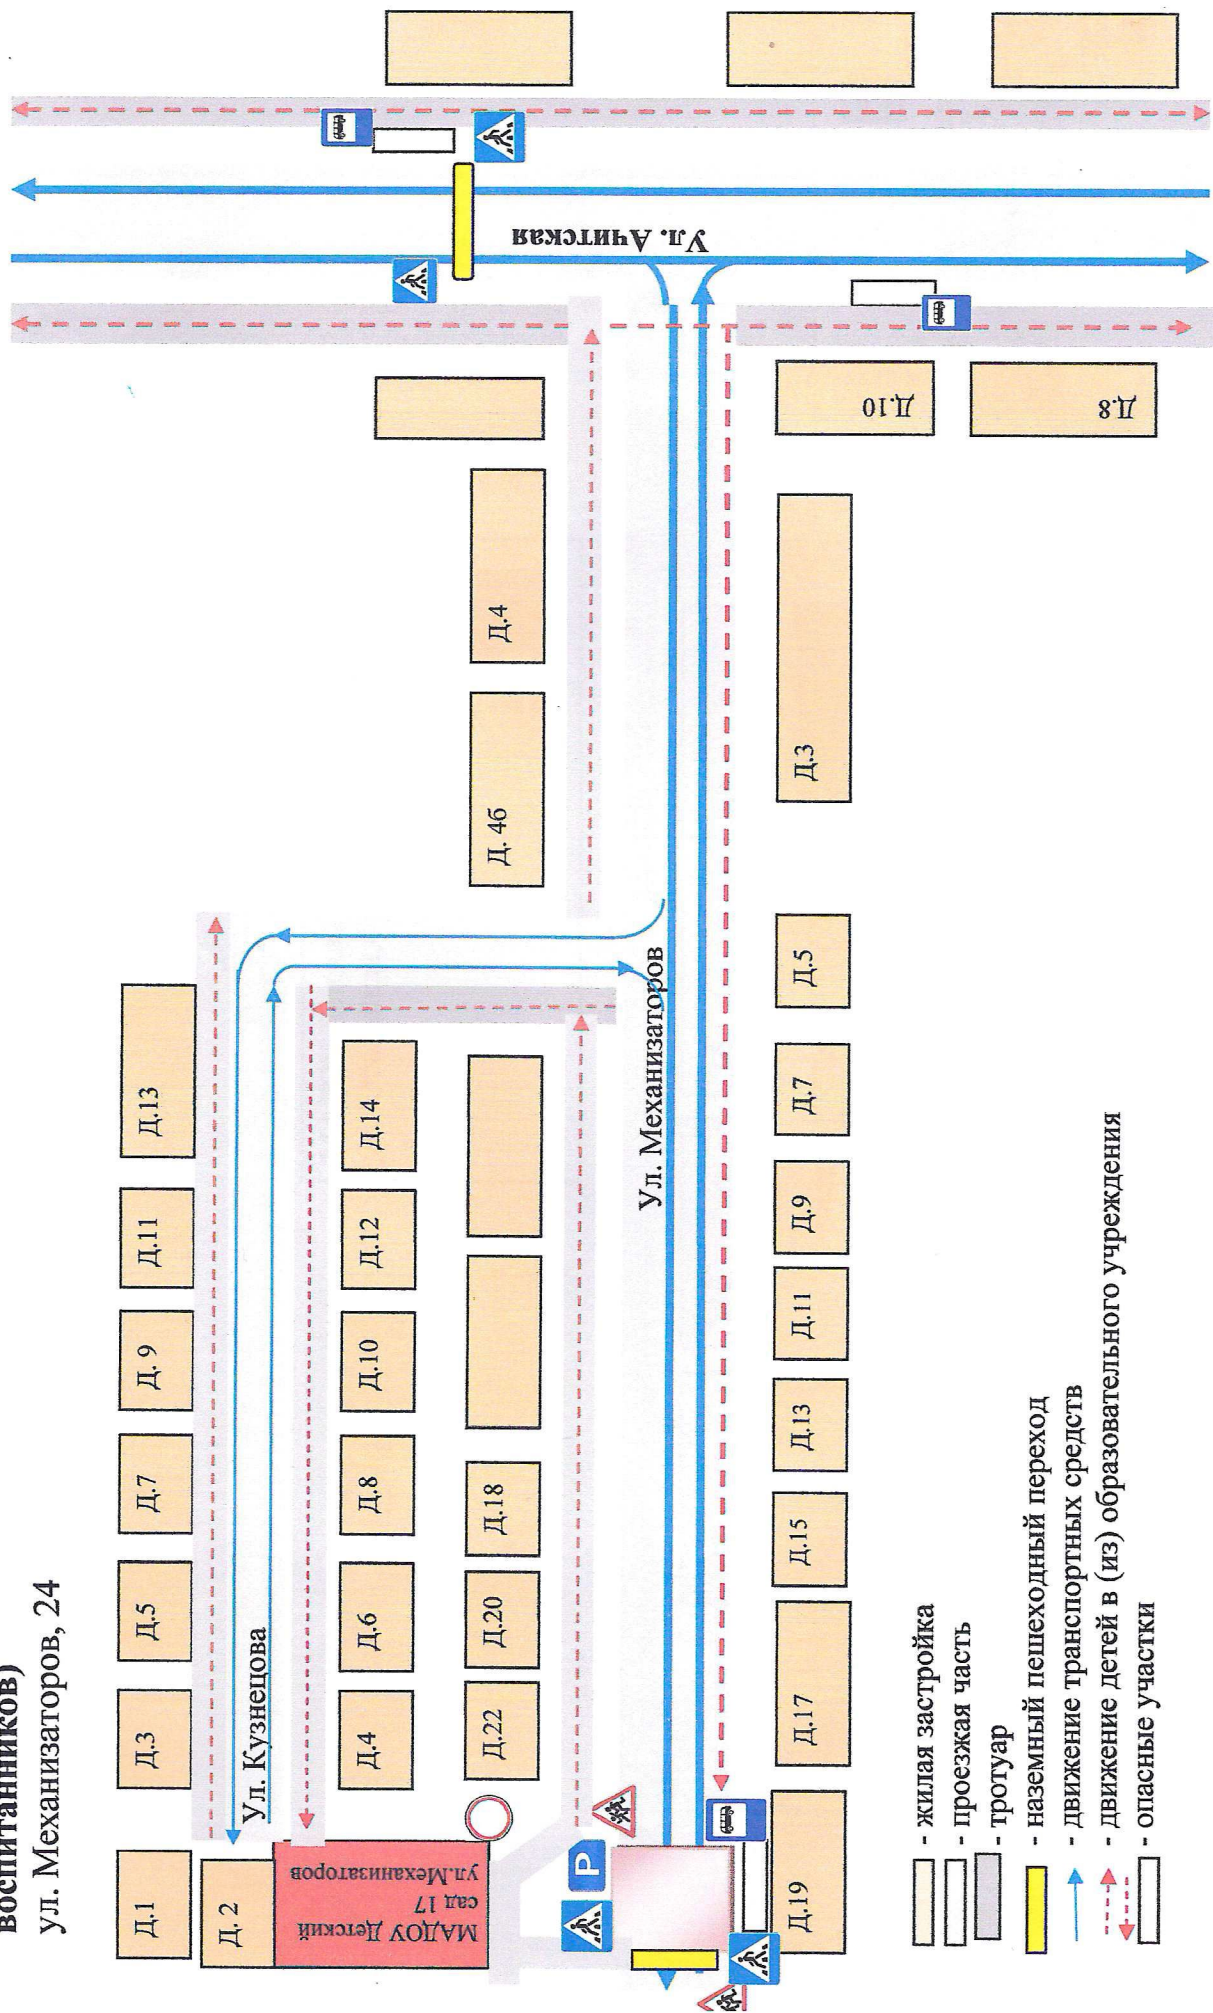 воспитанников)
ул. Механизаторов, 24
Д.1
Д.3
Д.5
Д.7
Д. 9
Д.11
Д.13
Д. 2
Ул. Кузнецова
МАДОУ Детский
сад 17
ул.Механизаторов
Д.4
Д.6
Д.8
Д.10
Д.12
Д.14
Д.22
Д.20
Д.18
Д. 4б
Д.4
P
Ул. Механизаторов
Ул. Ачитская
Д.19
Д.17
Д.15
Д.13
Д.11
Д.9
Д.7
Д.5
Д.3
Д.10
Д.8
- жилая застройка
- проезжая часть
- тротуар
- наземный пешеходный переход
- движение транспортных средств
- движение детей в (из) образовательного учреждения
- опасные участки